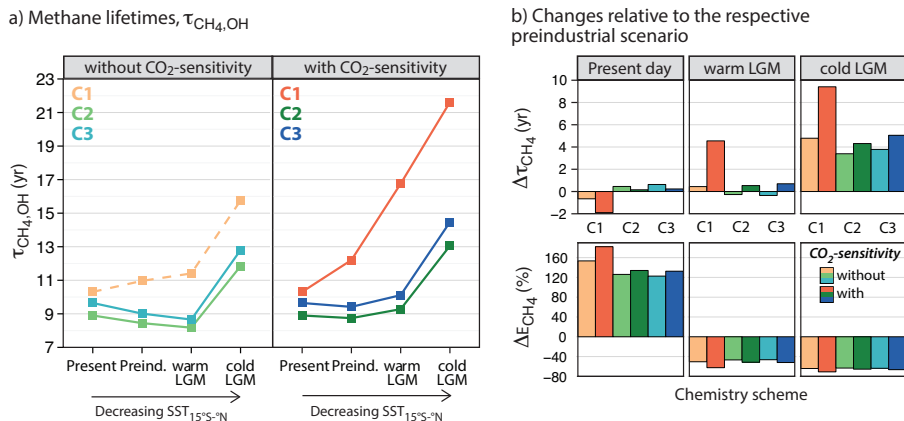 a) Methane lifetimes, τCH4,OH
without CO2-sensitivity
with CO2-sensitivity
C1
C2
C3
C1
C2
C3
τCH4,OH (yr)
23
21
19
17
15
13
11
9
7
Present Preind. warm LGM cold LGM
Present Preind. warm LGM cold LGM
Decreasing SST15°S-°N
Decreasing SST15°S-°N
b) Changes relative to the respective
preindustrial scenario
Present day
warm LGM
cold LGM
ΔτCH4 (yr)
10
8
6
4
2
0
−2
C1 C2 C3
C1 C2 C3
C1 C2 C3
ΔECH4 (%)
160
120
80
40
0
−40
−80
CO2-sensitivity
without
with
Chemistry scheme